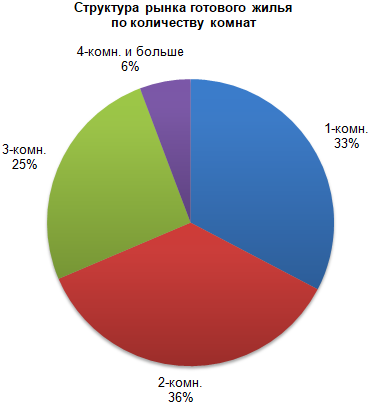 Структура рынка готового жилья
по количеству комнат
4-комн. и больше
6%
1-комн.
33%
3-комн.
25%
2-комн.
36%